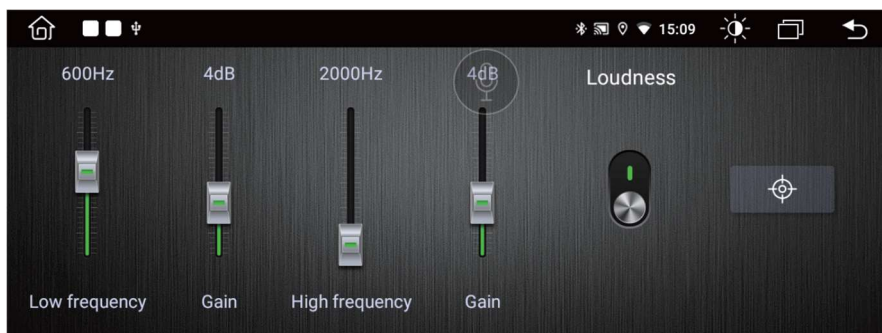 15:09
600Hz 4dB 2000Hz 4dB Loudness
Low frequency Gain High frequency Gain